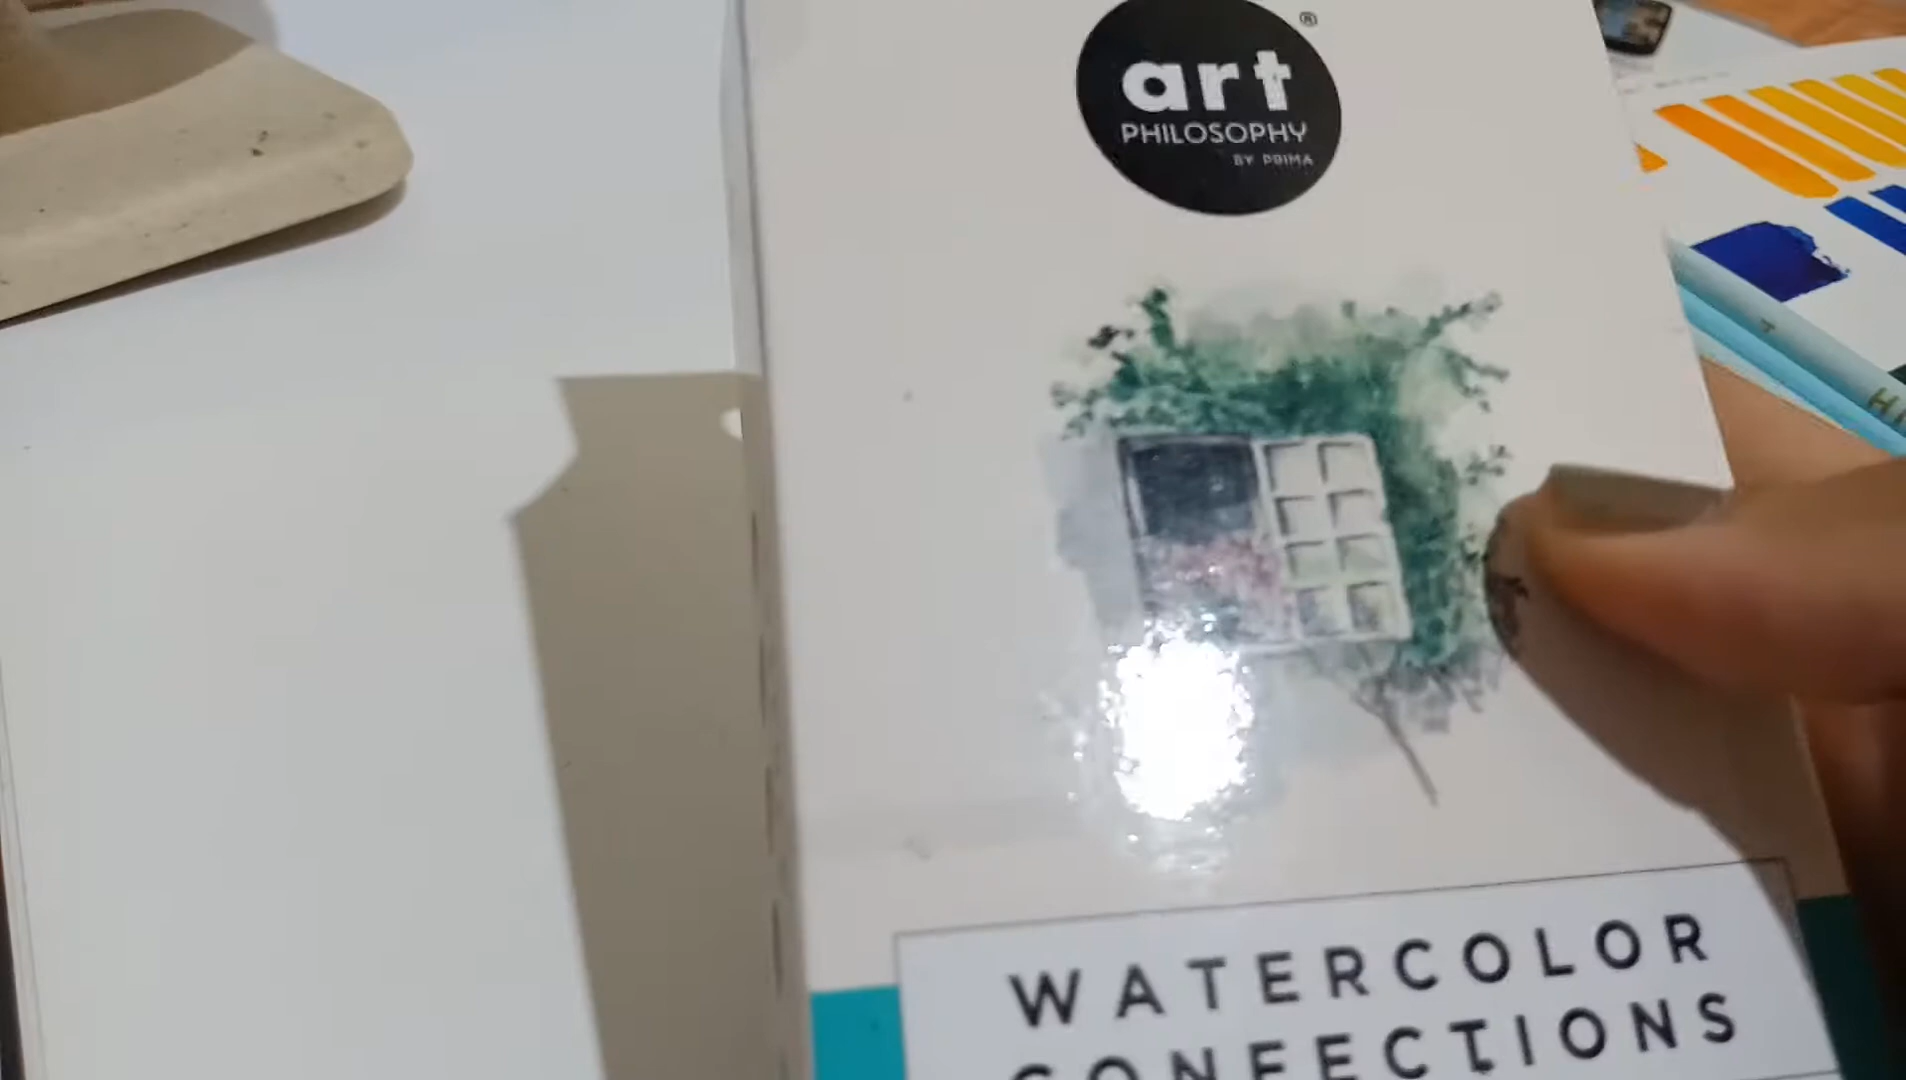 art
®
PHILOSOPHY
BY PRIMA
WATERCOLOR
CONFECTIONS